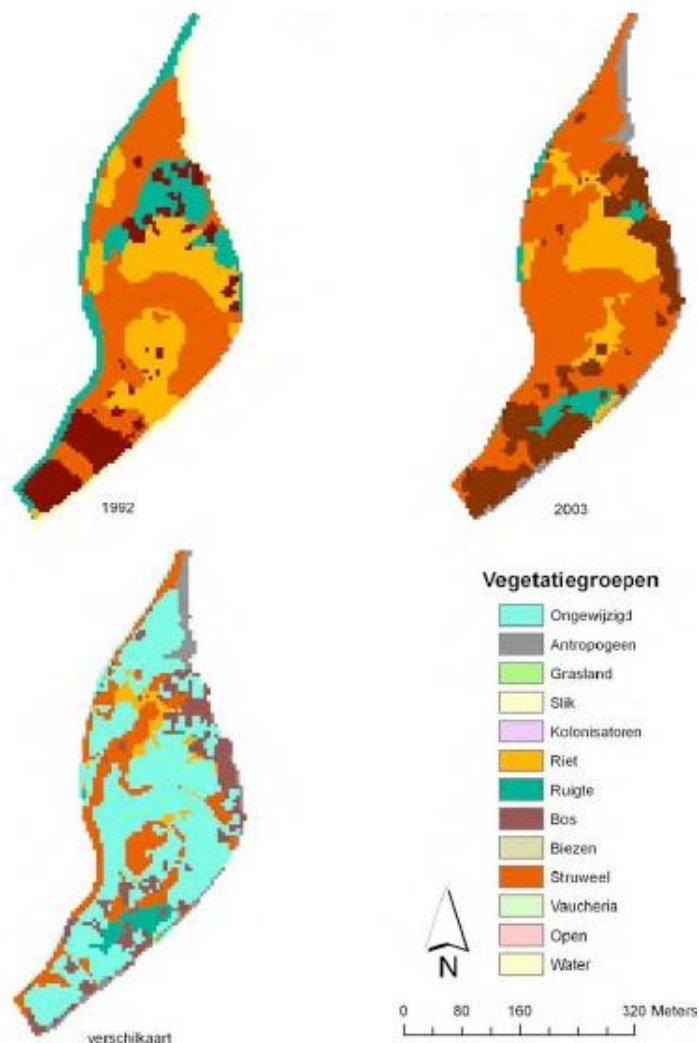 1992
2003
verschilkaart
Vegetatiegroepen
Ongewijzigd
Antropogeen
Grasland
Slik
Kolonisatoren
Riet
Ruigte
Bos
Biezen
Struweel
Vaucheria
Open
Water
N
0 80 160 320 Meters